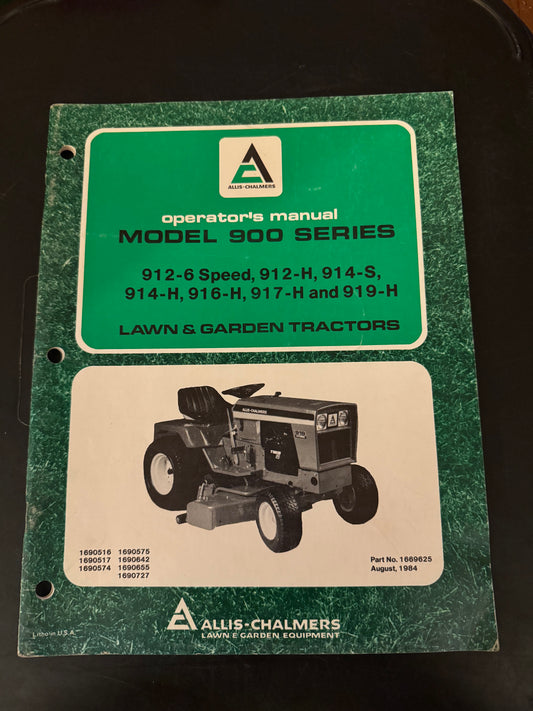 ALLIS-CHALMERS
operator's manual
MODEL 900 SERIES
912-6 Speed, 912-H, 914-S,
914-H, 916-H, 917-H and 919-H
LAWN & GARDEN TRACTORS
ALLIS-CHALMERS
1690516 1690575
1690517 1690642
1690574 1690655
1690727
Part No. 1669625
August, 1984
ALLIS-CHALMERS
LAWN & GARDEN EQUIPMENT
Litho in U.S.A.